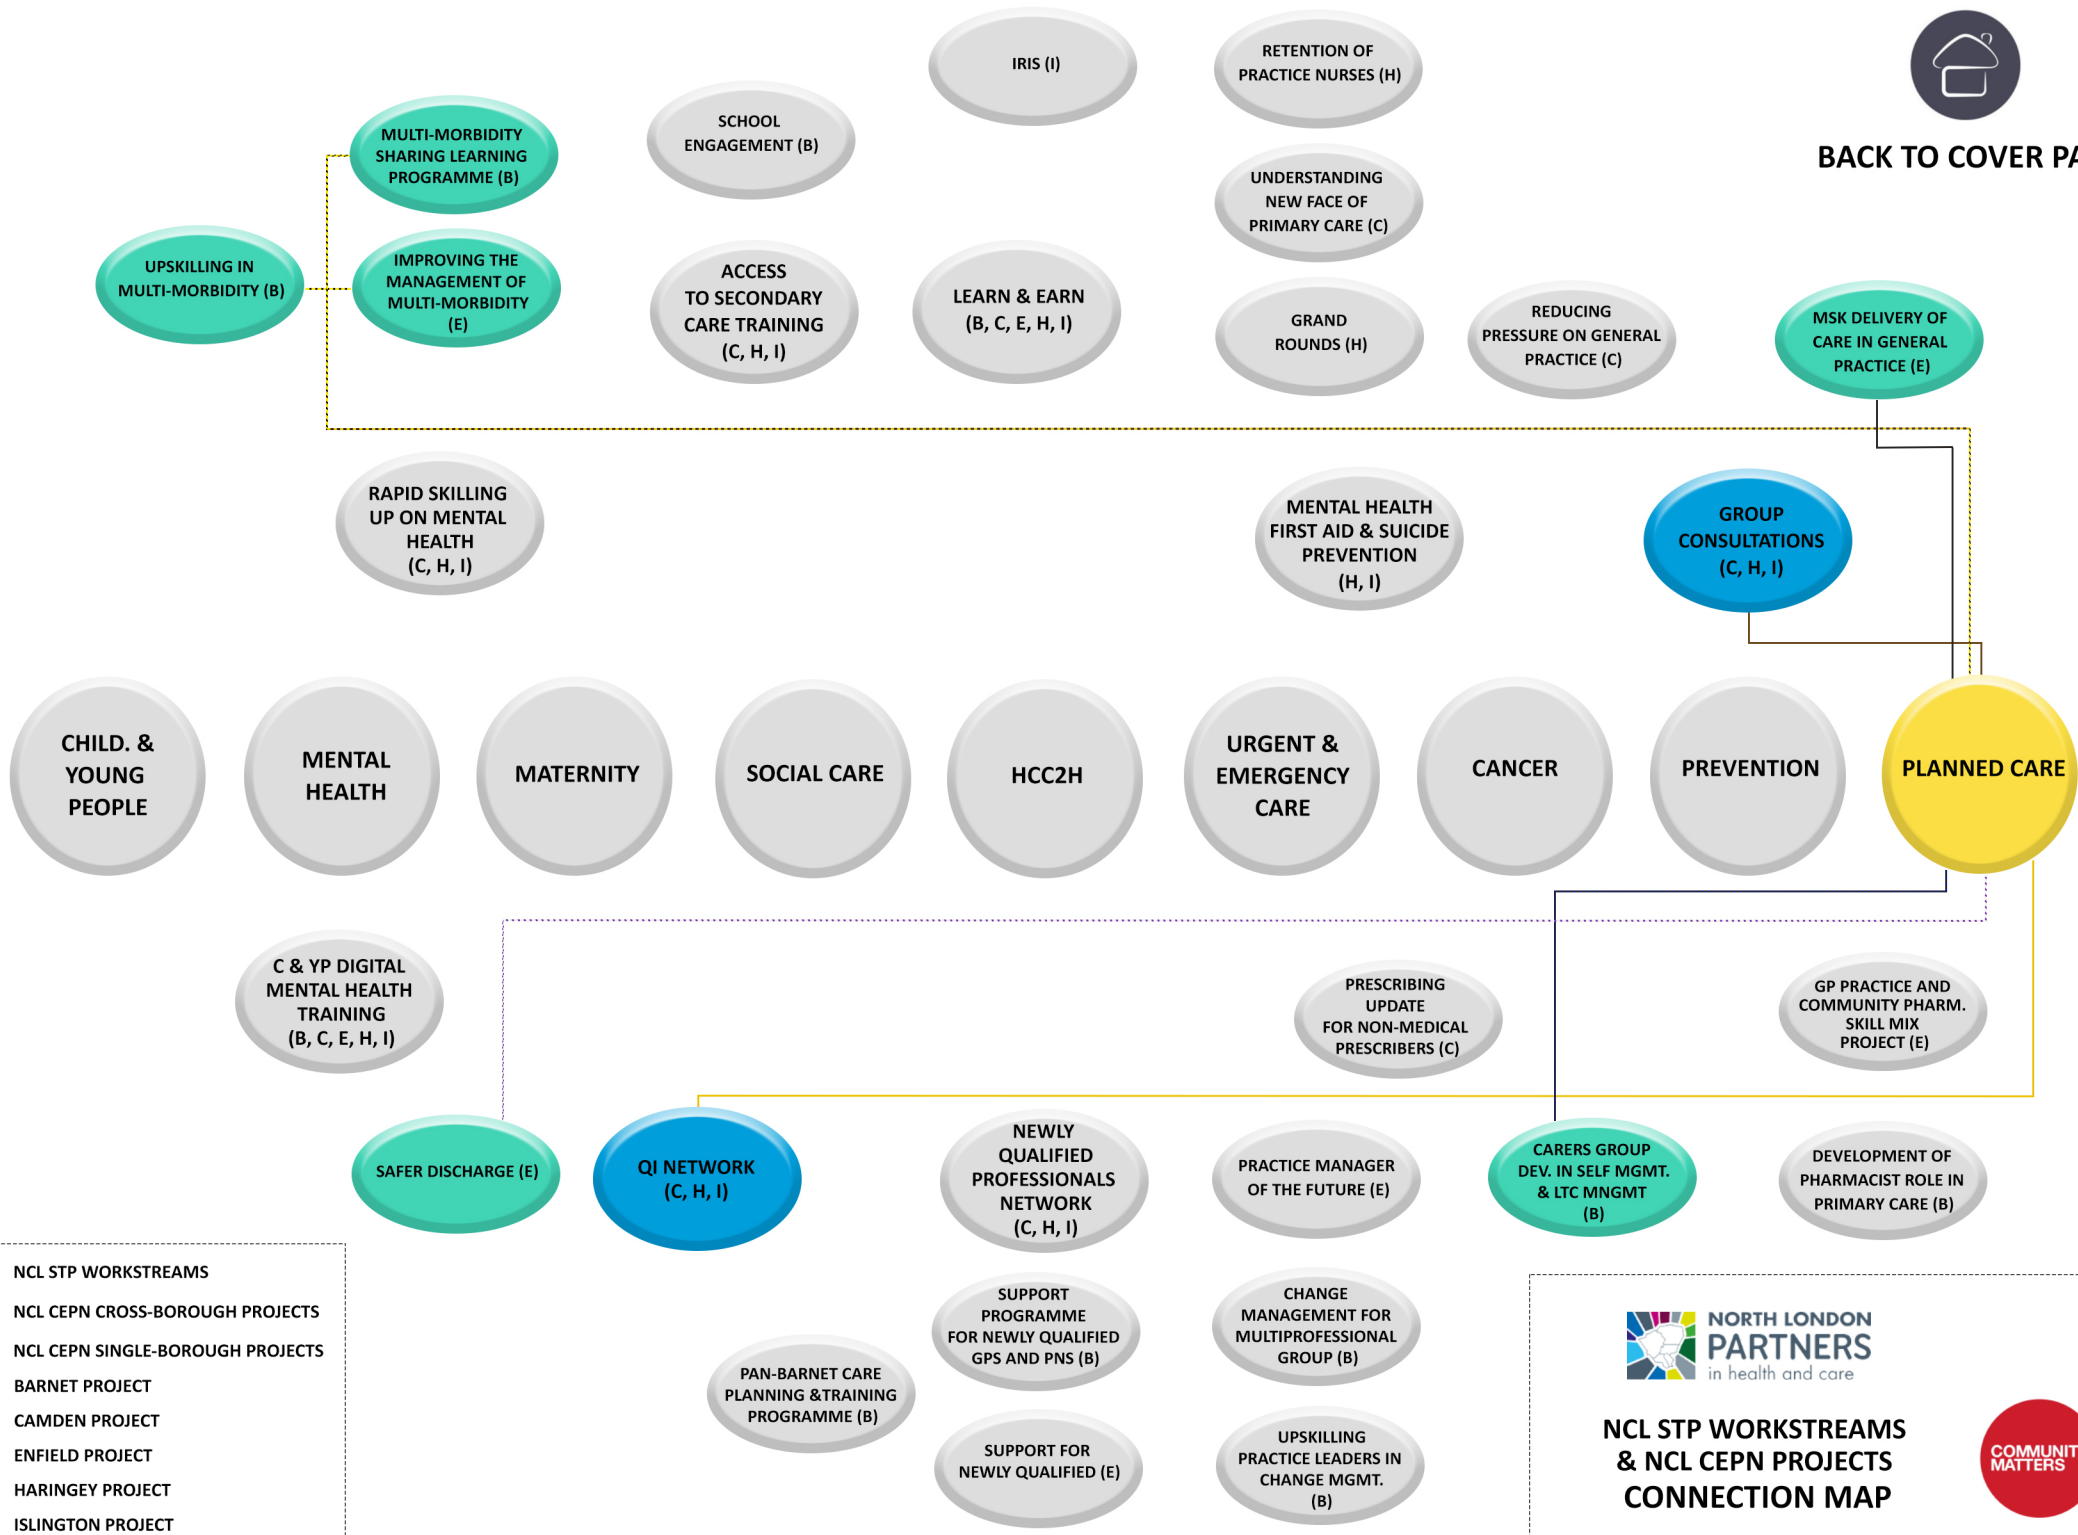 IRIS (I)
RETENTION OF
PRACTICE NURSES (H)
BACK TO COVER PA
MULTI-MORBIDITY
SHARING LEARNING
PROGRAMME (B)
SCHOOL
ENGAGEMENT (B)
UNDERSTANDING
NEW FACE OF
PRIMARY CARE (C)
UPSKILLING IN
MULTI-MORBIDITY (B)
IMPROVING THE
MANAGEMENT OF
MULTI-MORBIDITY
(E)
ACCESS
TO SECONDARY
CARE TRAINING
(C, H, I)
LEARN & EARN
(B, C, E, H, I)
GRAND
ROUNDS (H)
REDUCING
PRESSURE ON GENERAL
PRACTICE (C)
MSK DELIVERY OF
CARE IN GENERAL
PRACTICE (E)
RAPID SKILLING
UP ON MENTAL
HEALTH
(C, H, I)
MENTAL HEALTH
FIRST AID & SUICIDE
PREVENTION
(H, I)
GROUP
CONSULTATIONS
(C, H, I)
CHILD. &
YOUNG
PEOPLE
MENTAL
HEALTH
MATERNITY
SOCIAL CARE
HCC2H
URGENT &
EMERGENCY
CARE
CANCER
PREVENTION
PLANNED CARE
C & YP DIGITAL
MENTAL HEALTH
TRAINING
(B, C, E, H, I)
PRESCRIBING
UPDATE
FOR NON-MEDICAL
PRESCRIBERS (C)
GP PRACTICE AND
COMMUNITY PHARM.
SKILL MIX
PROJECT (E)
SAFER DISCHARGE (E)
QI NETWORK
(C, H, I)
NEWLY
QUALIFIED
PROFESSIONALS
NETWORK
(C, H, I)
PRACTICE MANAGER
OF THE FUTURE (E)
CARERS GROUP
DEV. IN SELF MGMT.
& LTC MNGMT
(B)
DEVELOPMENT OF
PHARMACIST ROLE IN
PRIMARY CARE (B)
SUPPORT
PROGRAMME
FOR NEWLY QUALIFIED
GPS AND PNS (B)
CHANGE
MANAGEMENT FOR
MULTIPROFESSIONAL
GROUP (B)
PAN-BARNET CARE
PLANNING &TRAINING
PROGRAMME (B)
SUPPORT FOR
NEWLY QUALIFIED (E)
UPSKILLING
PRACTICE LEADERS IN
CHANGE MGMT.
(B)
NCL STP WORKSTREAMS
NCL CEPN CROSS-BOROUGH PROJECTS
NCL CEPN SINGLE-BOROUGH PROJECTS
BARNET PROJECT
CAMDEN PROJECT
ENFIELD PROJECT
HARINGEY PROJECT
ISLINGTON PROJECT
NORTH LONDON
PARTNERS
in health and care
NCL STP WORKSTREAMS
& NCL CEPN PROJECTS
CONNECTION MAP
COMMUNIT
MATTERS